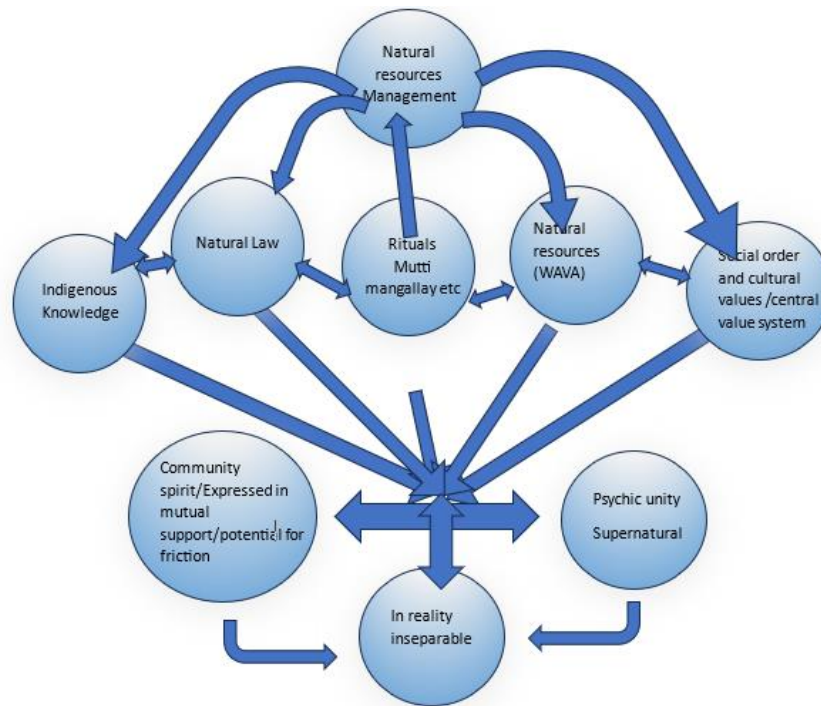 Natural
resources
Management
Natural Law
Rituals
Mutti
mangallay etc
Natural
resources
(WAVA)
Indigenous
Knowledge
Social order
and cultural
values /central
value system
Community
spirit/Expressed in
mutual
support/potential for
friction
Psychic unity
Supernatural
In reality
inseparable